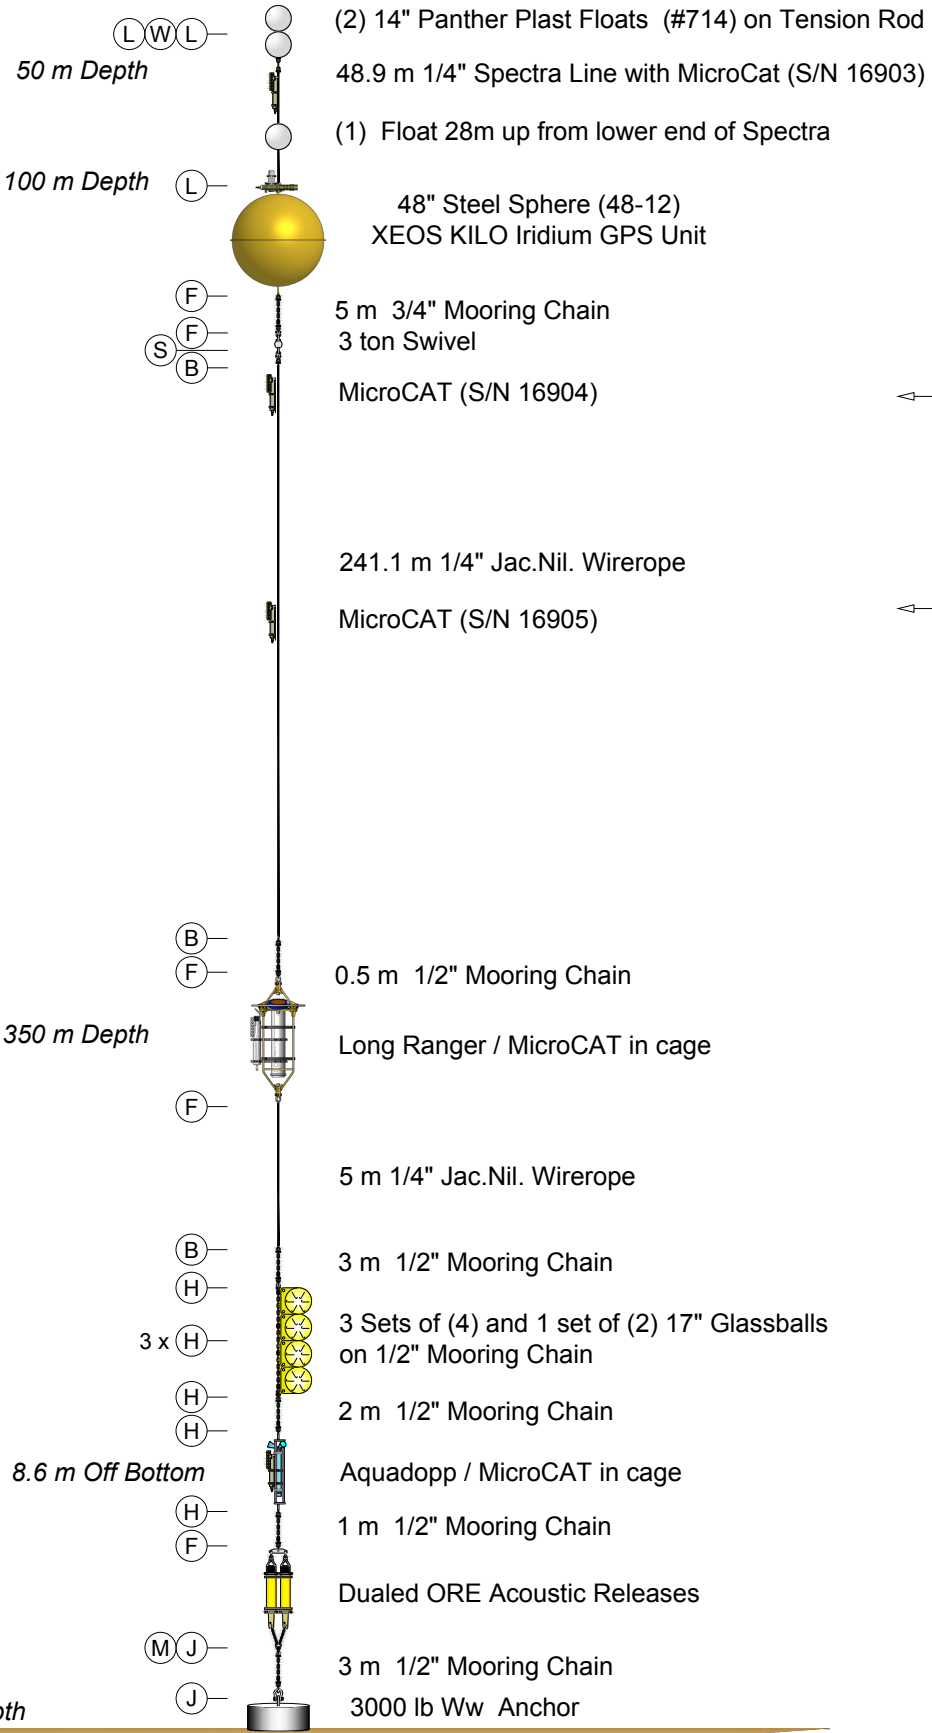 (2) 14" Panther Plast Floats (#714) on Tension Rod
L W L
50 m Depth
48.9 m 1/4" Spectra Line with MicroCat (S/N 16903)
(1) Float 28m up from lower end of Spectra
100 m Depth
L
48" Steel Sphere (48-12)
XEOS KILO Iridium GPS Unit
F
5 m 3/4" Mooring Chain
F
3 ton Swivel
S
B
MicroCAT (S/N 16904)
241.1 m 1/4" Jac.Nil. Wirerope
MicroCAT (S/N 16905)
B
F
0.5 m 1/2" Mooring Chain
350 m Depth
Long Ranger / MicroCAT in cage
F
5 m 1/4" Jac.Nil. Wirerope
B
3 m 1/2" Mooring Chain
H
3 Sets of (4) and 1 set of (2) 17" Glassballs
3 x H
on 1/2" Mooring Chain
H
2 m 1/2" Mooring Chain
H
8.6 m Off Bottom
Aquadopp / MicroCAT in cage
H
1 m 1/2" Mooring Chain
F
Dualed ORE Acoustic Releases
M J
3 m 1/2" Mooring Chain
J
3000 lb Ww Anchor